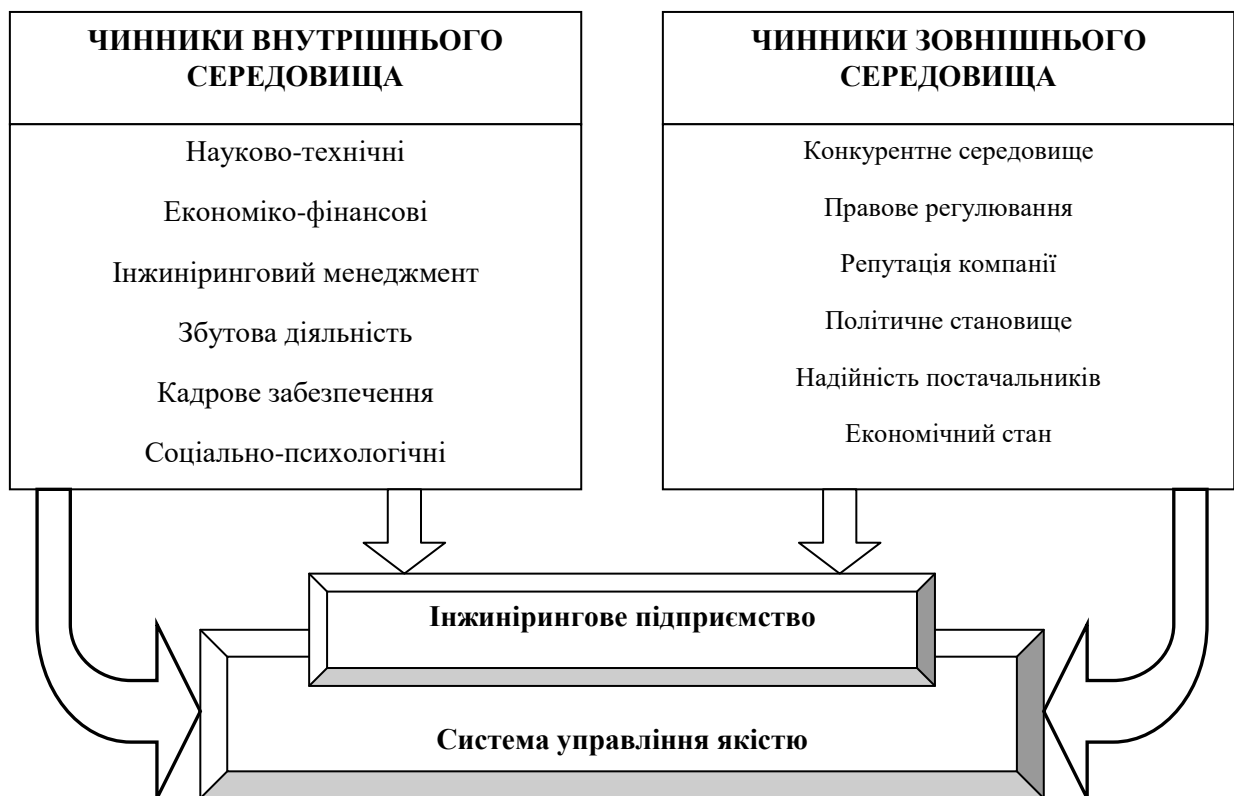 ЧИННИКИ ВНУТРІШНЬОГО
СЕРЕДОВИЩА
Науково-технічні
Економіко-фінансові
Інжиніринговий менеджмент
Збутова діяльність
Кадрове забезпечення
Соціально-психологічні
ЧИННИКИ ЗОВНІШНЬОГО
СЕРЕДОВИЩА
Конкурентне середовище
Правове регулювання
Репутація компанії
Політичне становище
Надійність постачальників
Економічний стан
Інжинірингове підприємство
Система управління якістю